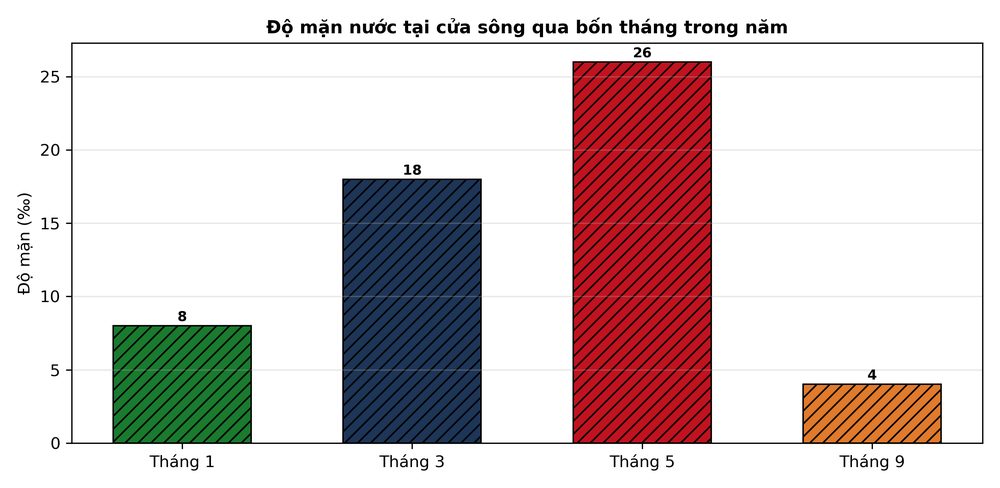 Độ mặn nước tại cửa sông qua bốn tháng trong năm
Độ mặn (‰)
25
20
15
10
5
0
8
18
26
4
Tháng 1
Tháng 3
Tháng 5
Tháng 9